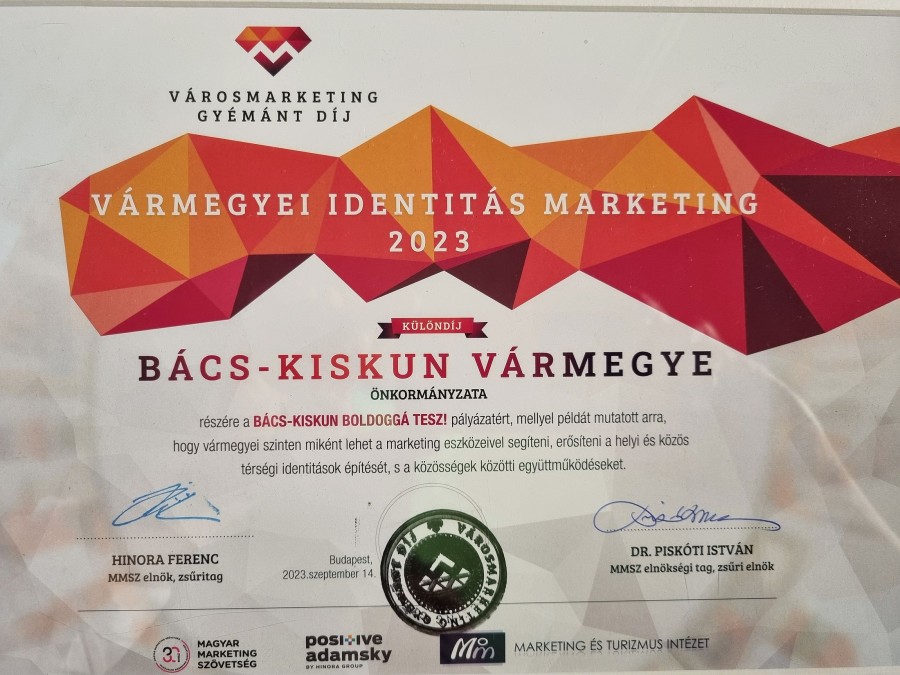 VÁROSMARKETING
GYÉMÁNT DÍJ
VÁRMEGYEI IDENTITÁS MARKETING
2023
KÜLÖNDÍJ
BÁCS-KISKUN VÁRMEGYE
ÖNKORMÁNYZATA
részére a BÁCS-KISKUN BOLDOGGÁ TESZ! pályázatért, mellyel példát mutatott arra,
hogy vármegyei szinten miként lehet a marketing eszközeivel segíteni, erősíteni a helyi és közös
térségi identitások építését, s a közösségek közötti együttműködéseket.
HINORA FERENC
MMSZ elnök, zsűritag
Budapest,
2023.szeptember 14.
VÁROSMARKETING GYÉMÁNT DÍJ
DR. PISKÓTI ISTVÁN
MMSZ elnökségi tag, zsűri elnök
30
MAGYAR
MARKETING
SZÖVETSÉG
positive
adamsky
BY HINORA GROUP
Mim
MARKETING ÉS TURIZMUS INTÉZET